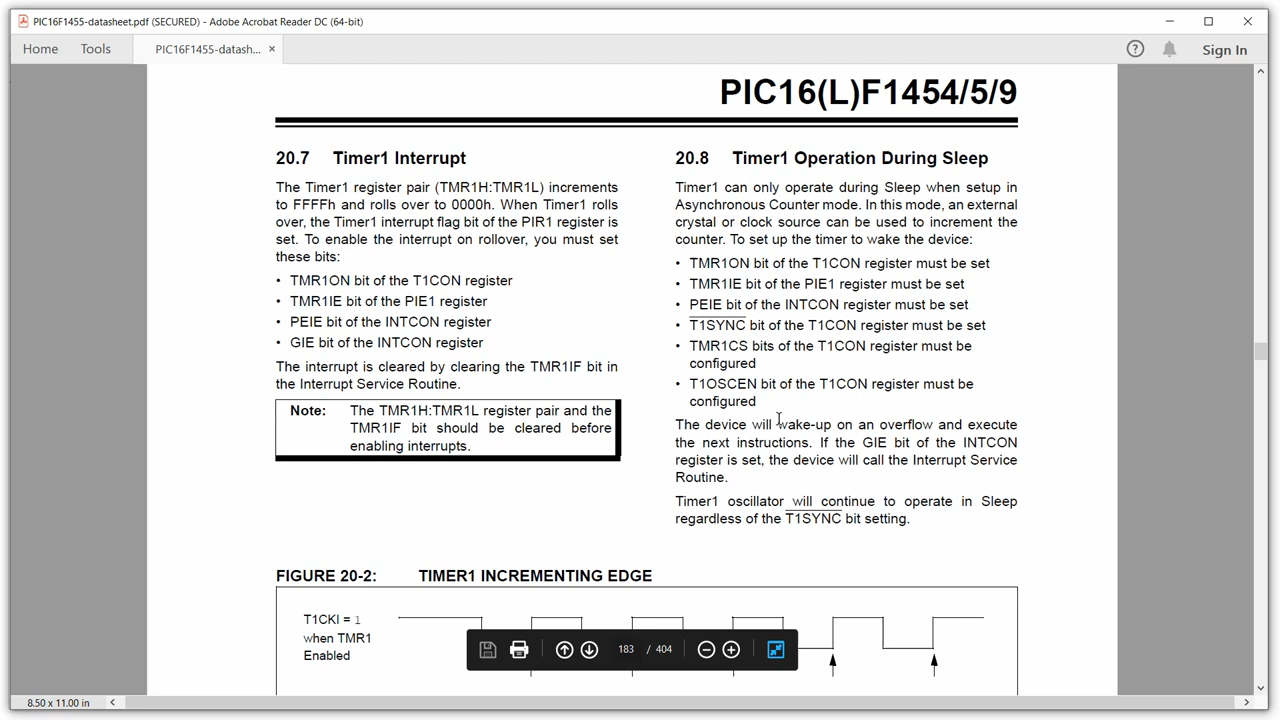 PIC16F1455-datasheet.pdf (SECURED) - Adobe Acrobat Reader DC (64-bit)
Home Tools PIC16F1455-datash... × Sign In
PIC16(L)F1454/5/9
20.7 Timer1 Interrupt
The Timer1 register pair (TMR1H:TMR1L) increments
to FFFFh and rolls over to 0000h. When Timer1 rolls
over, the Timer1 interrupt flag bit of the PIR1 register is
set. To enable the interrupt on rollover, you must set
these bits:
• TMR1ON bit of the T1CON register
• TMR1IE bit of the PIE1 register
• PEIE bit of the INTCON register
• GIE bit of the INTCON register
The interrupt is cleared by clearing the TMR1IF bit in
the Interrupt Service Routine.
Note: The TMR1H:TMR1L register pair and the
TMR1IF bit should be cleared before
enabling interrupts.
20.8 Timer1 Operation During Sleep
Timer1 can only operate during Sleep when setup in
Asynchronous Counter mode. In this mode, an external
crystal or clock source can be used to increment the
counter. To set up the timer to wake the device:
• TMR1ON bit of the T1CON register must be set
• TMR1IE bit of the PIE1 register must be set
• PEIE bit of the INTCON register must be set
• T1SYNC bit of the T1CON register must be set
• TMR1CS bits of the T1CON register must be
configured
• T1OSCEN bit of the T1CON register must be
configured
The device will wake-up on an overflow and execute
the next instructions. If the GIE bit of the INTCON
register is set, the device will call the Interrupt Service
Routine.
Timer1 oscillator will continue to operate in Sleep
regardless of the T1SYNC bit setting.
FIGURE 20-2: TIMER1 INCREMENTING EDGE
T1CKI = 1
when TMR1
Enabled
183 / 404
8.50 x 11.00 in